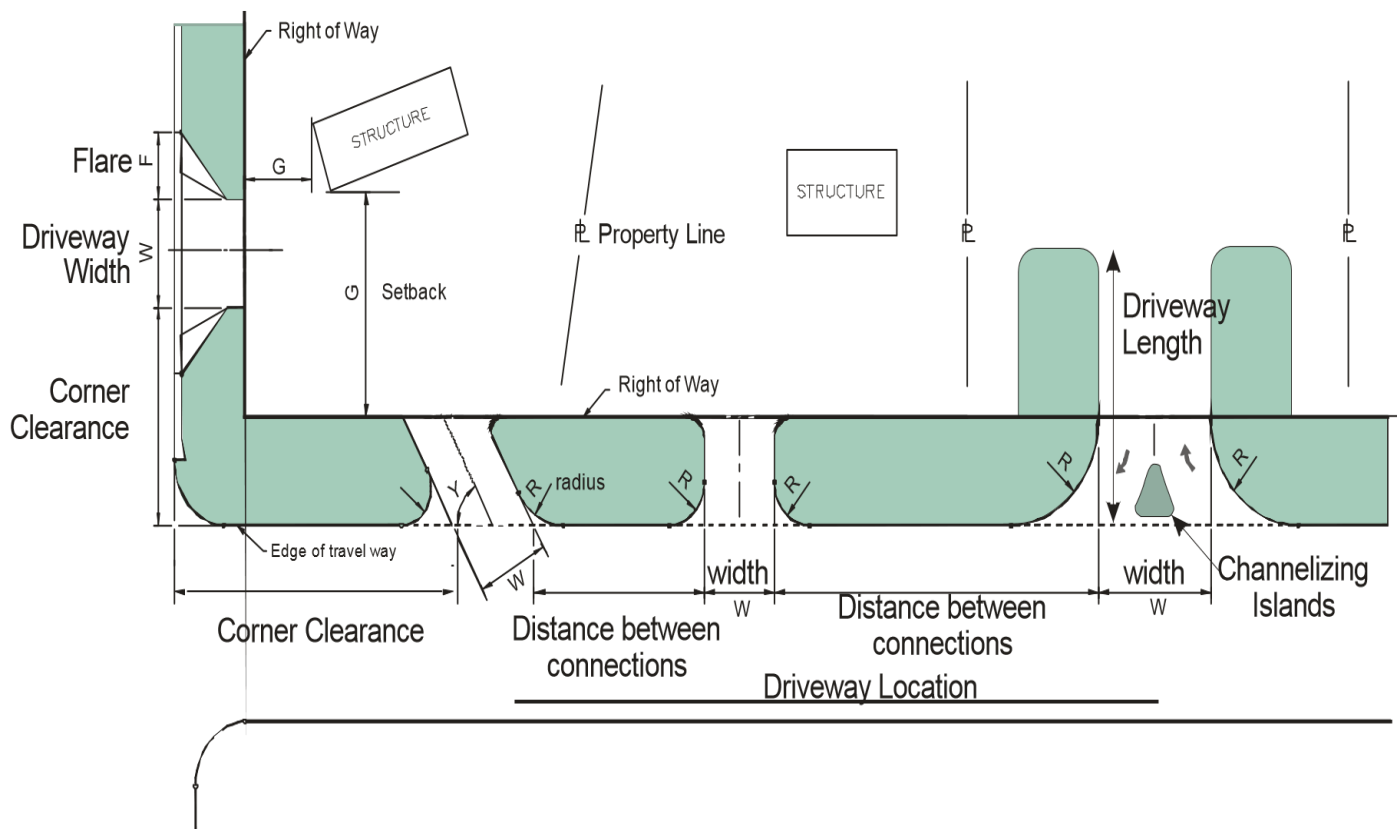 Right of Way
STRUCTURE
Flare
F
G
STRUCTURE
Driveway
Width
W
PL Property Line
PL
PL
G
Setback
Driveway
Length
Corner
Clearance
Right of Way
Y
R
radius
R
R
R
R
Edge of travel way
W
width
W
width
W
Channelizing
Islands
Corner Clearance
Distance between
connections
Distance between
connections
Driveway Location